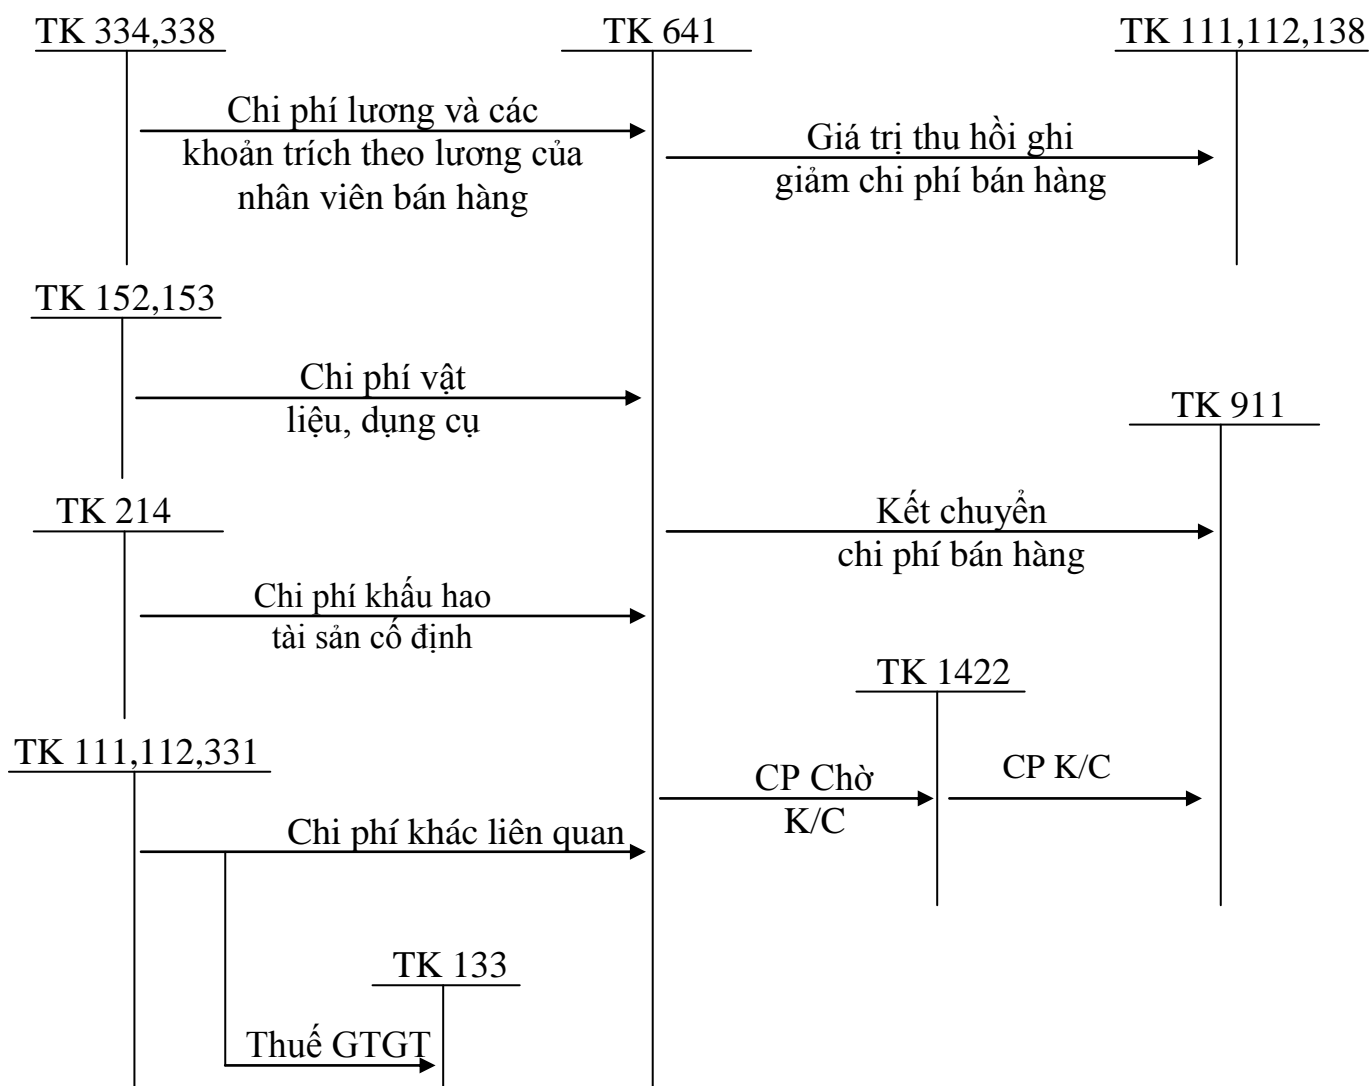 TK 334,338
TK 641
TK 111,112,138
Chi phí lương và các
khoản trích theo lương của
nhân viên bán hàng
Giá trị thu hồi ghi
giảm chi phí bán hàng
TK 152,153
Chi phí vật
liệu, dụng cụ
TK 911
TK 214
Kết chuyển
chi phí bán hàng
Chi phí khấu hao
tài sản cố định
TK 1422
TK 111,112,331
CP Chờ
K/C
CP K/C
Chi phí khác liên quan
TK 133
Thuế GTGT